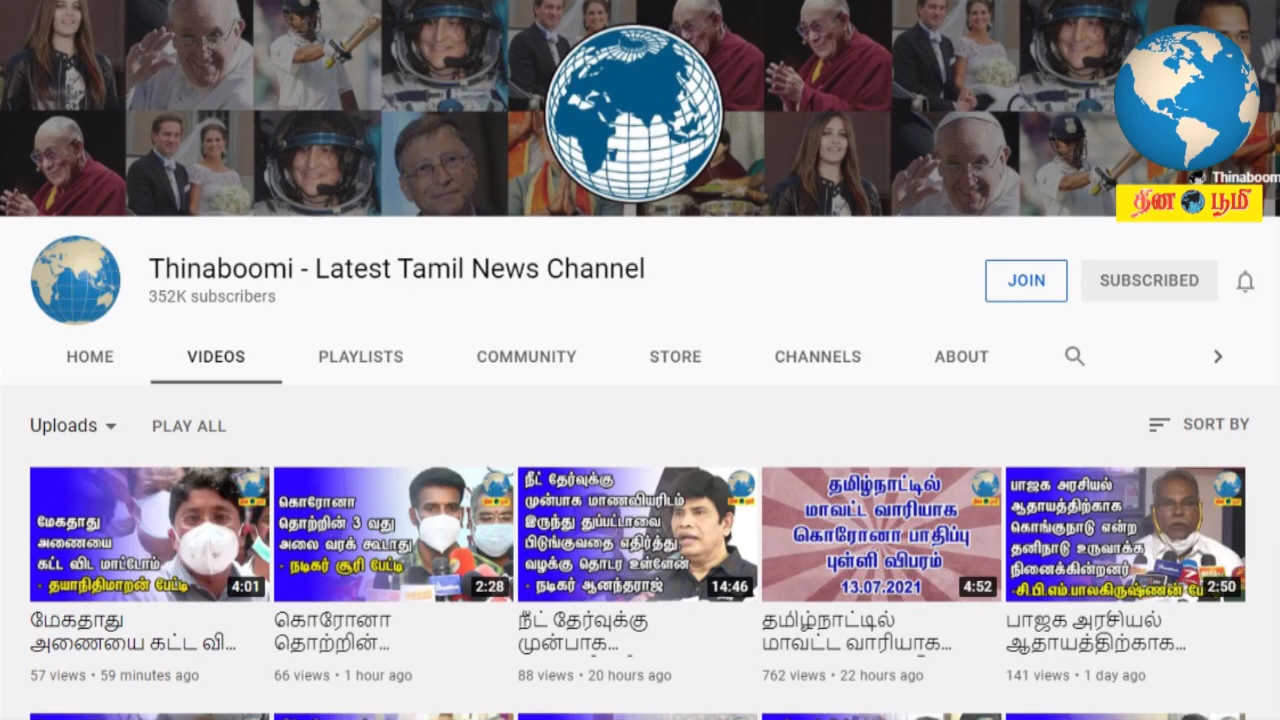 Thinaboomi
தின பூமி
Thinaboomi - Latest Tamil News Channel
352K subscribers
JOIN
SUBSCRIBED
HOME
VIDEOS
PLAYLISTS
COMMUNITY
STORE
CHANNELS
ABOUT
Uploads
PLAY ALL
SORT BY
மேகதாது
அணையை
கட்ட விட மாட்டோம்
- தயாநிதிமாறன் பேட்டி
4:01
கொரோனா
தொற்றின் 3 வது
அலை வரக் கூடாது
- நடிகர் சூரி பேட்டி
2:28
நீட் தேர்வுக்கு
முன்பாக மாணவியரிடம்
இருந்து துப்பட்டாவை
பிடுங்குவதை எதிர்த்து
வழக்கு தொடர உள்ளேன்
- நடிகர் ஆனந்தராஜ்
14:46
தமிழ்நாட்டில்
மாவட்ட வாரியாக
கொரோனா பாதிப்பு
புள்ளி விபரம்
13.07.2021
4:52
பாஜக அரசியல்
ஆதாயத்திற்காக
கொங்குநாடு என்ற
தனிநாடு உருவாக்க
நினைக்கின்றனர்
-சி.பி.எம் பாலகிருஷ்ணன் பே
2:50
மேகதாது
அணையை கட்ட வி...
கொரோனா
தொற்றின்...
நீட் தேர்வுக்கு
முன்பாக...
தமிழ்நாட்டில்
மாவட்ட வாரியாக...
பாஜக அரசியல்
ஆதாயத்திற்காக...
57 views • 59 minutes ago
66 views • 1 hour ago
88 views • 20 hours ago
762 views • 22 hours ago
141 views • 1 day ago